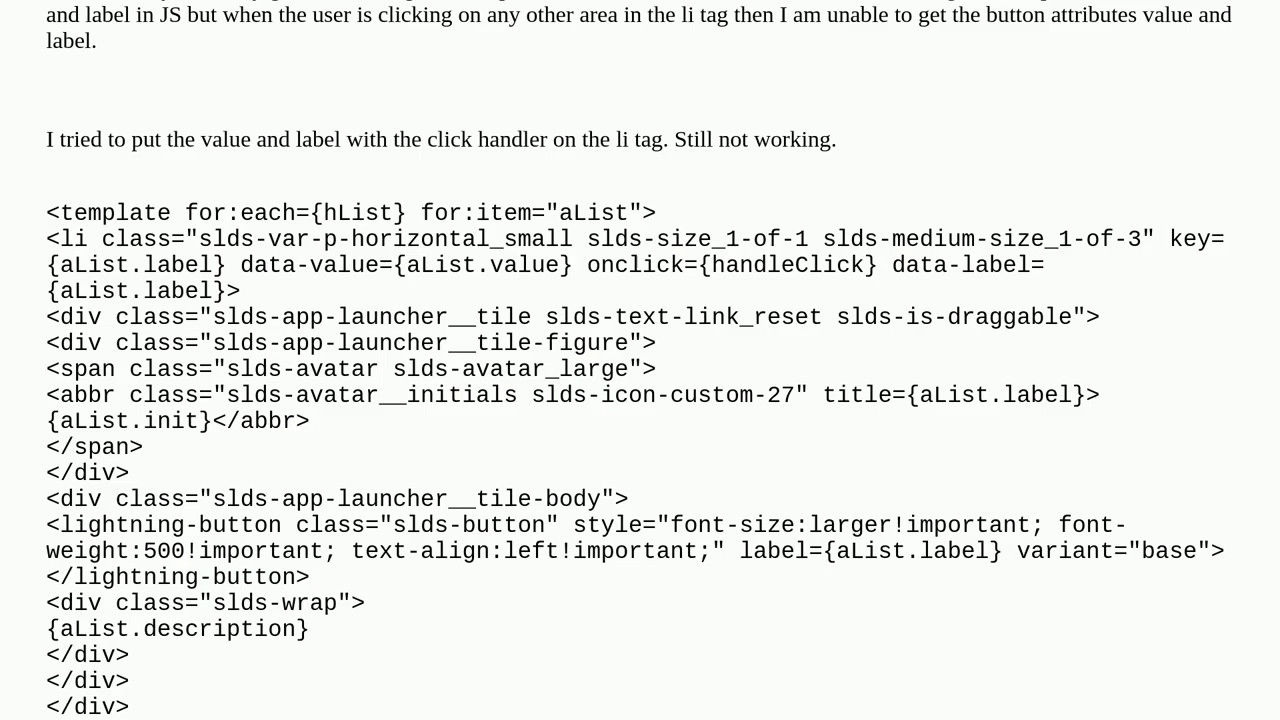 and label in JS but when the user is clicking on any other area in the li tag then I am unable to get the button attributes value and
label.
I tried to put the value and label with the click handler on the li tag. Still not working.
<template for:each={hList} for:item="aList">
<li class="slds-var-p-horizontal_small slds-size_1-of-1 slds-medium-size_1-of-3" key=
{aList.label} data-value={aList.value} onclick={handleClick} data-label=
{aList.label}>
<div class="slds-app-launcher__tile slds-text-link_reset slds-is-draggable">
<div class="slds-app-launcher__tile-figure">
<span class="slds-avatar slds-avatar_large">
<abbr class="slds-avatar__initials slds-icon-custom-27" title={aList.label}>
{aList.init}</abbr>
</span>
</div>
<div class="slds-app-launcher__tile-body">
<lightning-button class="slds-button" style="font-size:larger!important; font-
weight:500!important; text-align:left!important;" label={aList.label} variant="base">
</lightning-button>
<div class="slds-wrap">
{aList.description}
</div>
</div>
</div>